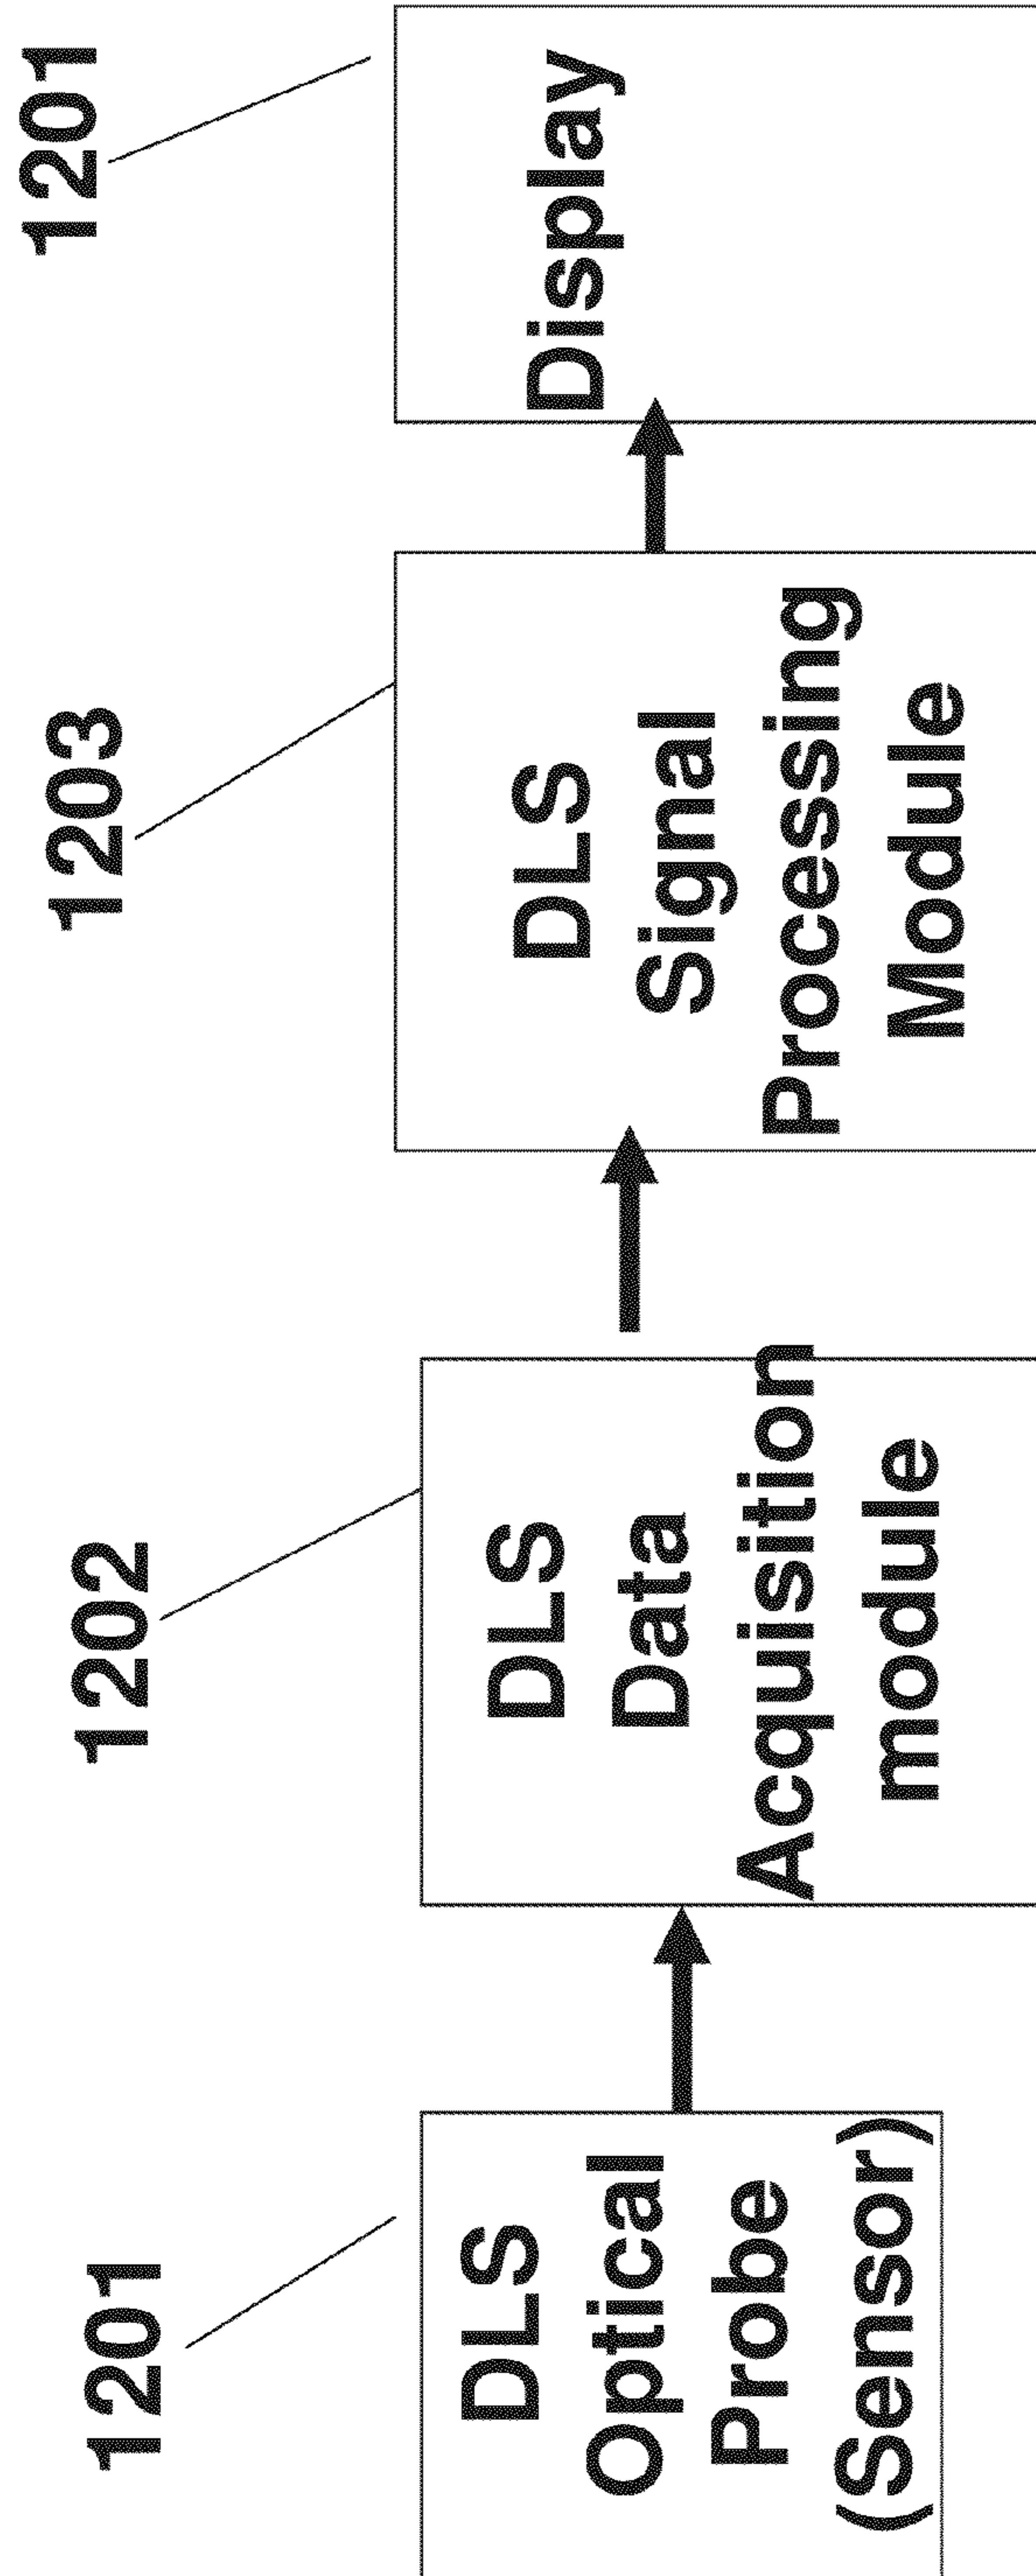 1201
DLS
Optical
Probe
(Sensor)
1202
DLS
Data
Acquisition
module
1203
DLS
Signal
Processing
Module
1201
Display